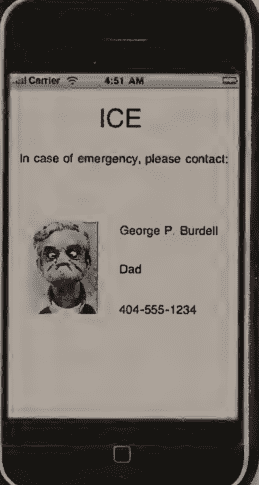 Carrier 4:51 AM
ICE
In case of emergency, please contact:
George P. Burdell
Dad
404-555-1234